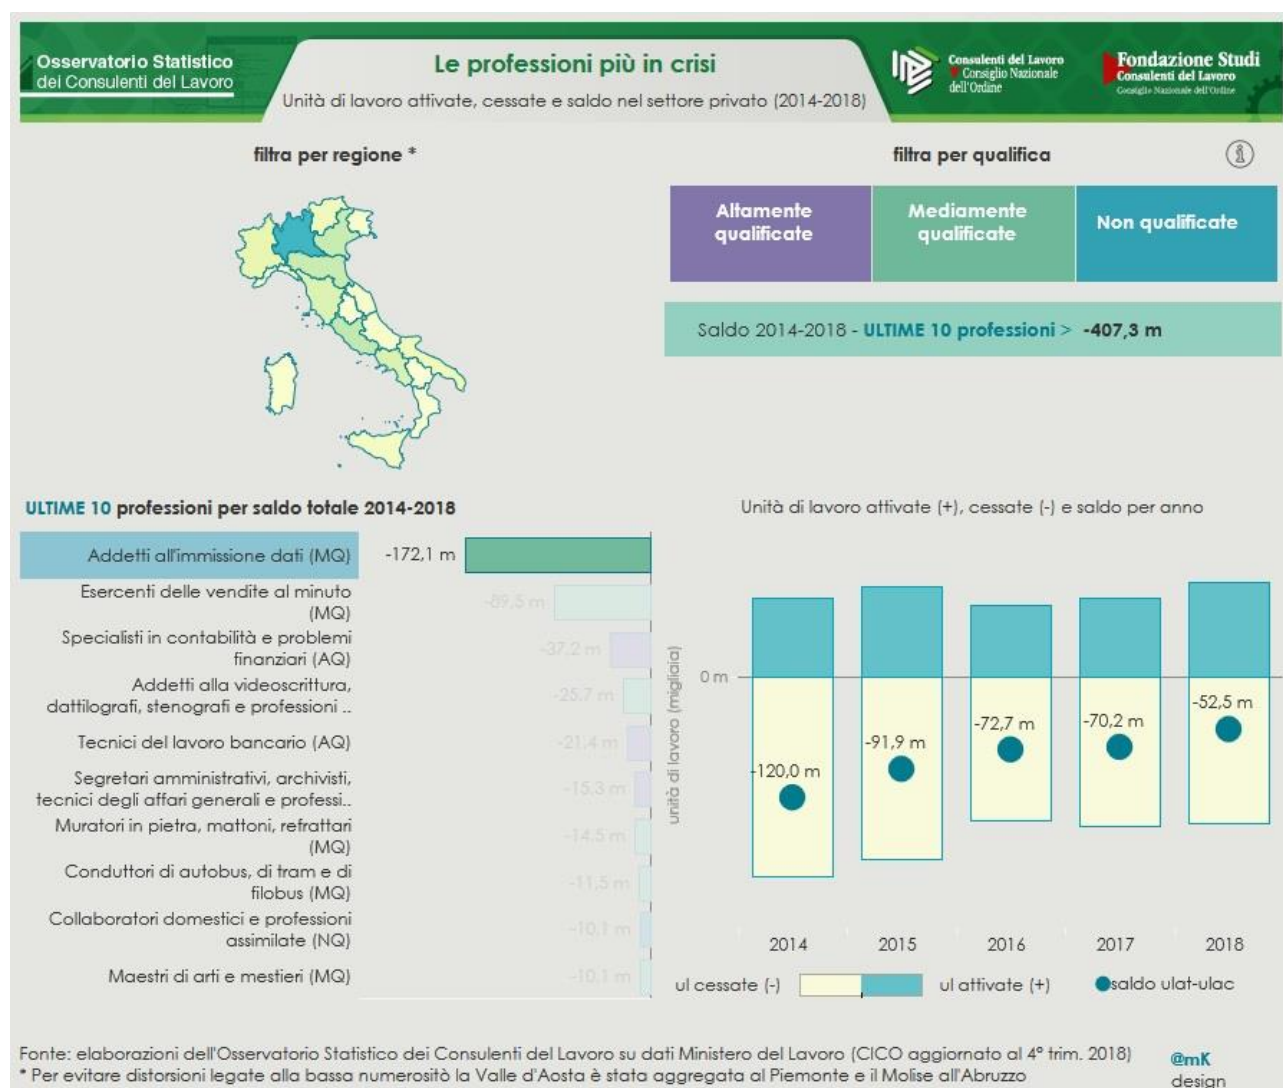 Osservatorio Statistico
dei Consulenti del Lavoro
Le professioni più in crisi
Unità di lavoro attivate, cessate e saldo nel settore privato (2014-2018)
Consulenti del Lavoro
Consiglio Nazionale
dell'Ordine
Fondazione Studi
Consulenti del Lavoro
Consiglio Nazionale dell'Ordine
filtra per regione *
filtra per qualifica
Altamente
qualificate
Mediamente
qualificate
Non qualificate
Saldo 2014-2018 - ULTIME 10 professioni > -407,3 m
ULTIME 10 professioni per saldo totale 2014-2018
Addetti all'immissione dati (MQ) -172,1 m
Esercenti delle vendite al minuto
(MQ)
-89,5 m
Specialisti in contabilità e problemi
finanziari (AQ)
-37,2 m
Addetti alla videoscrittura,
dattilografi, stenografi e professioni ..
-25,7 m
Tecnici del lavoro bancario (AQ) -21,4 m
Segretari amministrativi, archivisti,
tecnici degli affari generali e professi..
-15,3 m
Muratori in pietra, mattoni, refrattari
(MQ)
-14,5 m
Conduttori di autobus, di tram e di
filobus (MQ)
-11,5 m
Collaboratori domestici e professioni
assimilate (NQ)
-10,1 m
Maestri di arti e mestieri (MQ) -10,1 m
Unità di lavoro attivate (+), cessate (-) e saldo per anno
unità di lavoro (migliaia)
0 m
-120,0 m
-91,9 m
-72,7 m
-70,2 m
-52,5 m
2014 2015 2016 2017 2018
ul cessate (-) ul attivate (+) saldo ulat-ulac
Fonte: elaborazioni dell'Osservatorio Statistico dei Consulenti del Lavoro su dati Ministero del Lavoro (CICO aggiornato al 4° trim. 2018)
* Per evitare distorsioni legate alla bassa numerosità la Valle d'Aosta è stata aggregata al Piemonte e il Molise all'Abruzzo
@mK
design